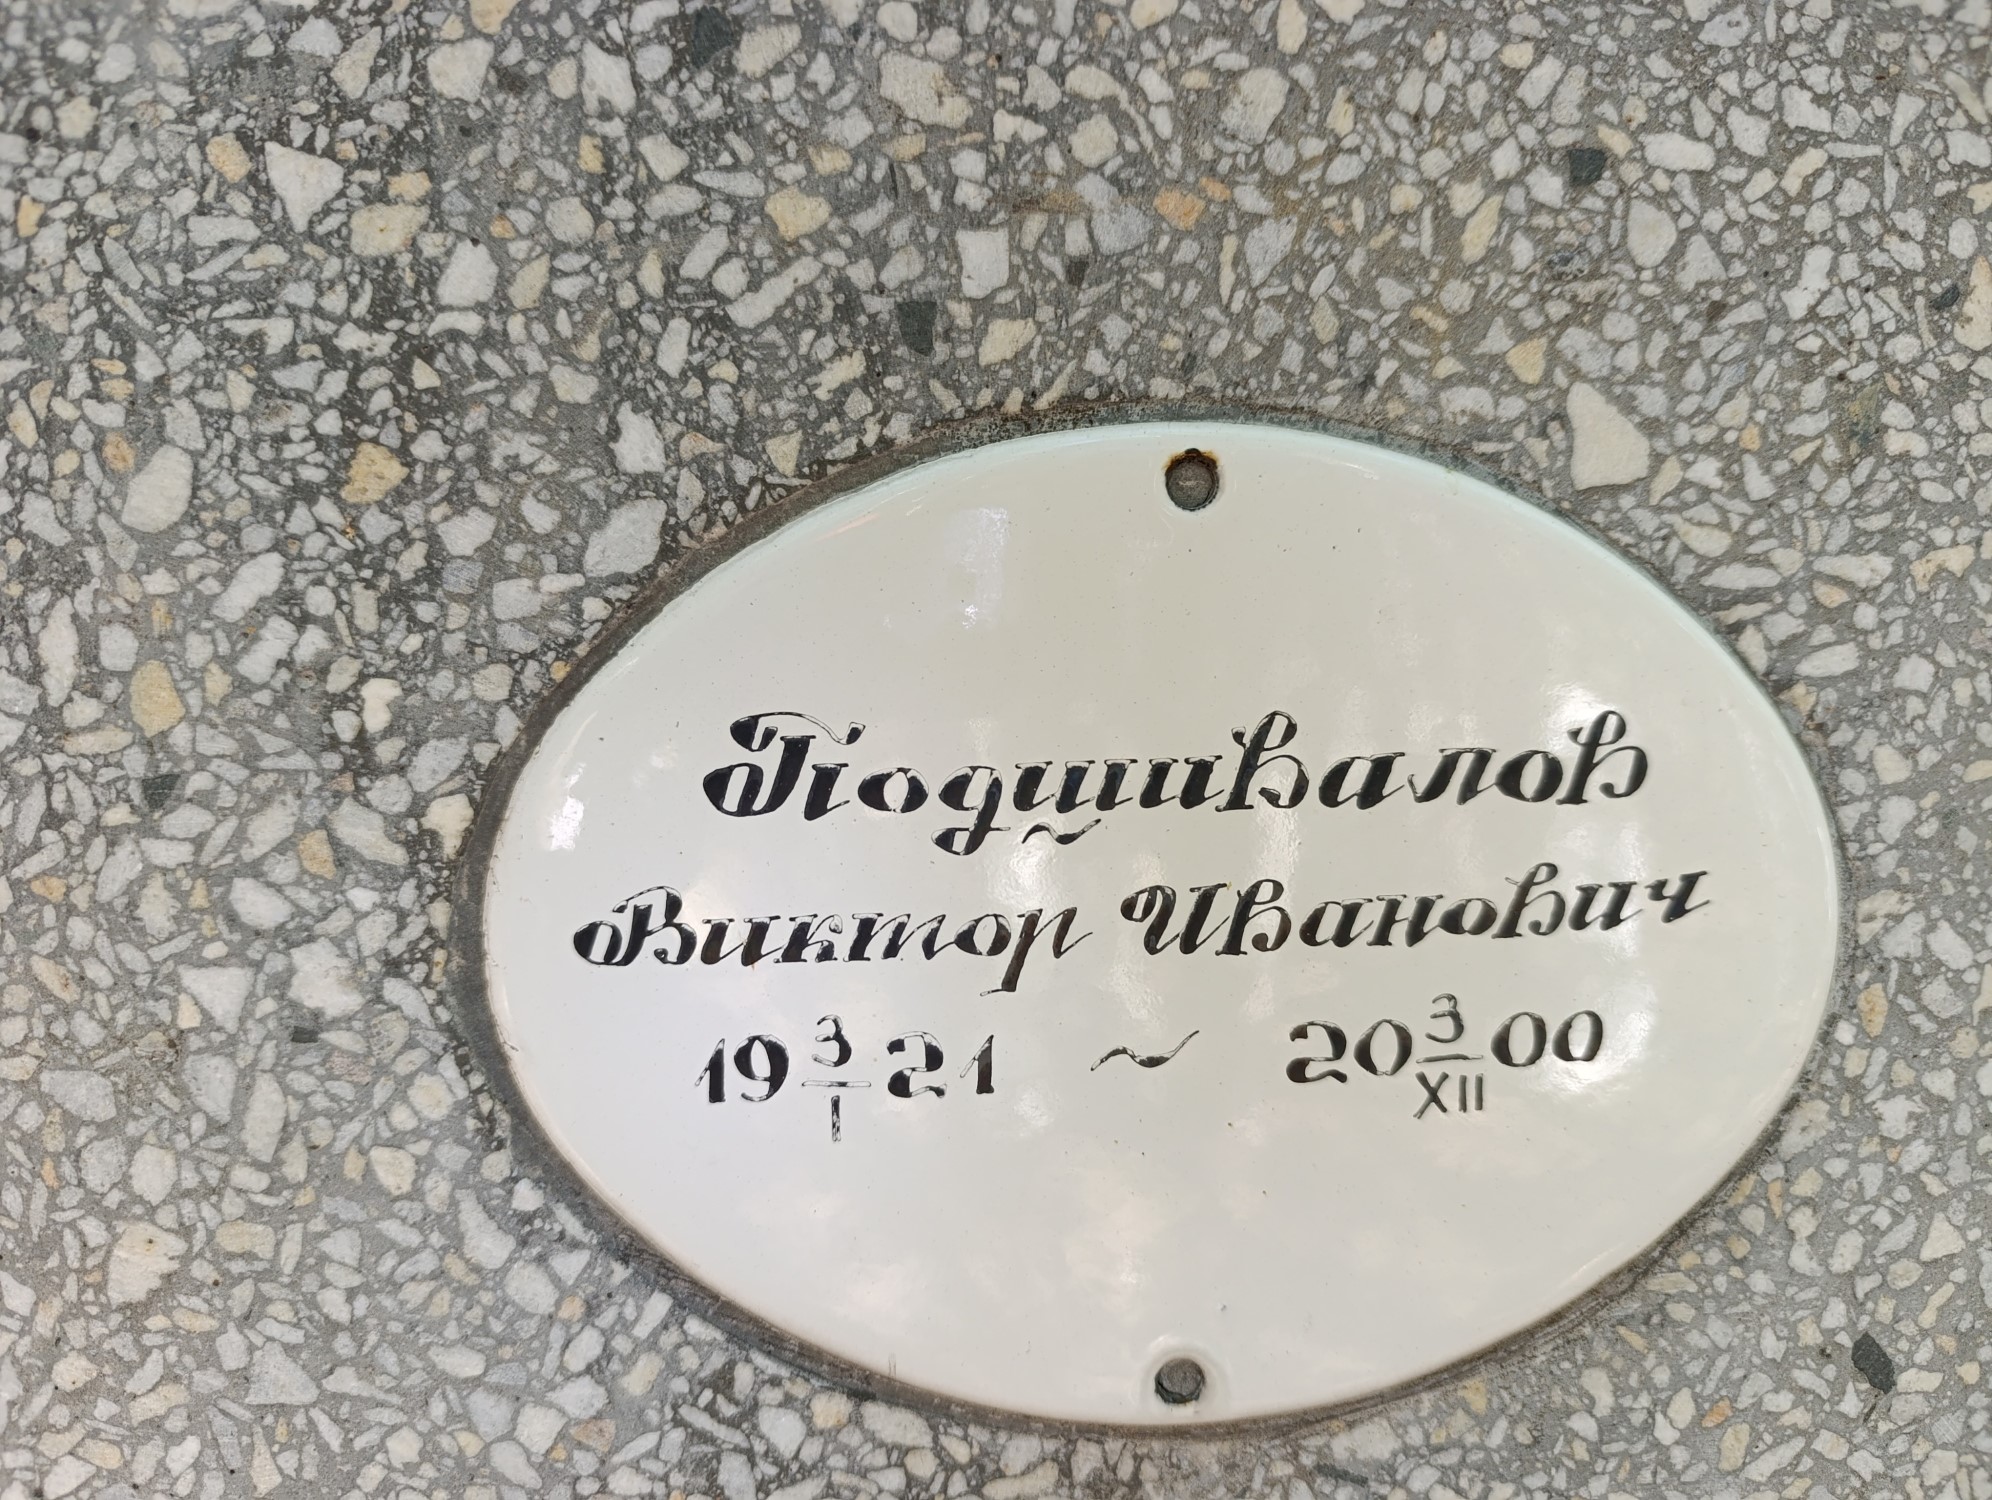 Подшивалов
~
Виктор Иванович
19 3/I 21 ~ 20 3/XII 00